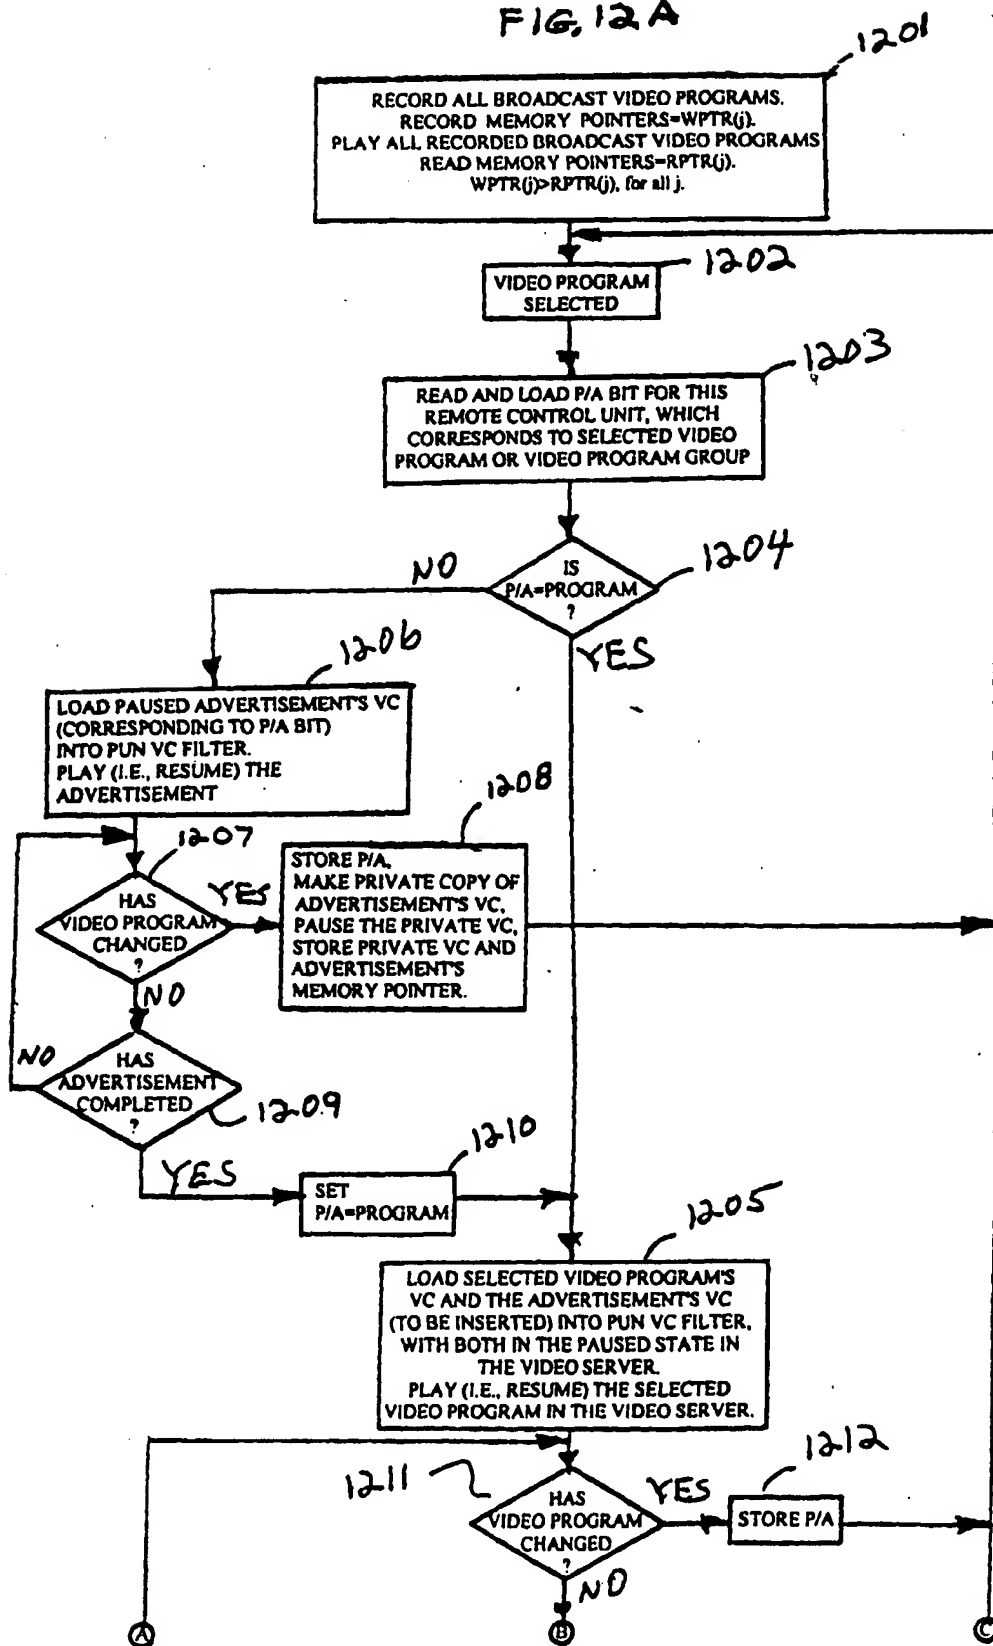 FIG. 12A
1201
RECORD ALL BROADCAST VIDEO PROGRAMS.
RECORD MEMORY POINTERS=WPTR(j).
PLAY ALL RECORDED BROADCAST VIDEO PROGRAMS
READ MEMORY POINTERS=RPTR(j).
WPTR(j)>RPTR(j), for all j.
1202
VIDEO PROGRAM
SELECTED
1203
READ AND LOAD P/A BIT FOR THIS
REMOTE CONTROL UNIT, WHICH
CORRESPONDS TO SELECTED VIDEO
PROGRAM OR VIDEO PROGRAM GROUP
1204
IS
P/A=PROGRAM
?
NO
YES
1206
LOAD PAUSED ADVERTISEMENT'S VC
(CORRESPONDING TO P/A BIT)
INTO PUN VC FILTER.
PLAY (I.E., RESUME) THE
ADVERTISEMENT
1207
HAS
VIDEO PROGRAM
CHANGED
?
YES
NO
1208
STORE P/A,
MAKE PRIVATE COPY OF
ADVERTISEMENT'S VC,
PAUSE THE PRIVATE VC,
STORE PRIVATE VC AND
ADVERTISEMENT'S
MEMORY POINTER.
HAS
ADVERTISEMENT
COMPLETED
?
NO
1209
YES
1210
SET
P/A=PROGRAM
1205
LOAD SELECTED VIDEO PROGRAM'S
VC AND THE ADVERTISEMENT'S VC
(TO BE INSERTED) INTO PUN VC FILTER,
WITH BOTH IN THE PAUSED STATE IN
THE VIDEO SERVER.
PLAY (I.E., RESUME) THE SELECTED
VIDEO PROGRAM IN THE VIDEO SERVER.
1211
HAS
VIDEO PROGRAM
CHANGED
?
YES
1212
STORE P/A
NO
A
B
C